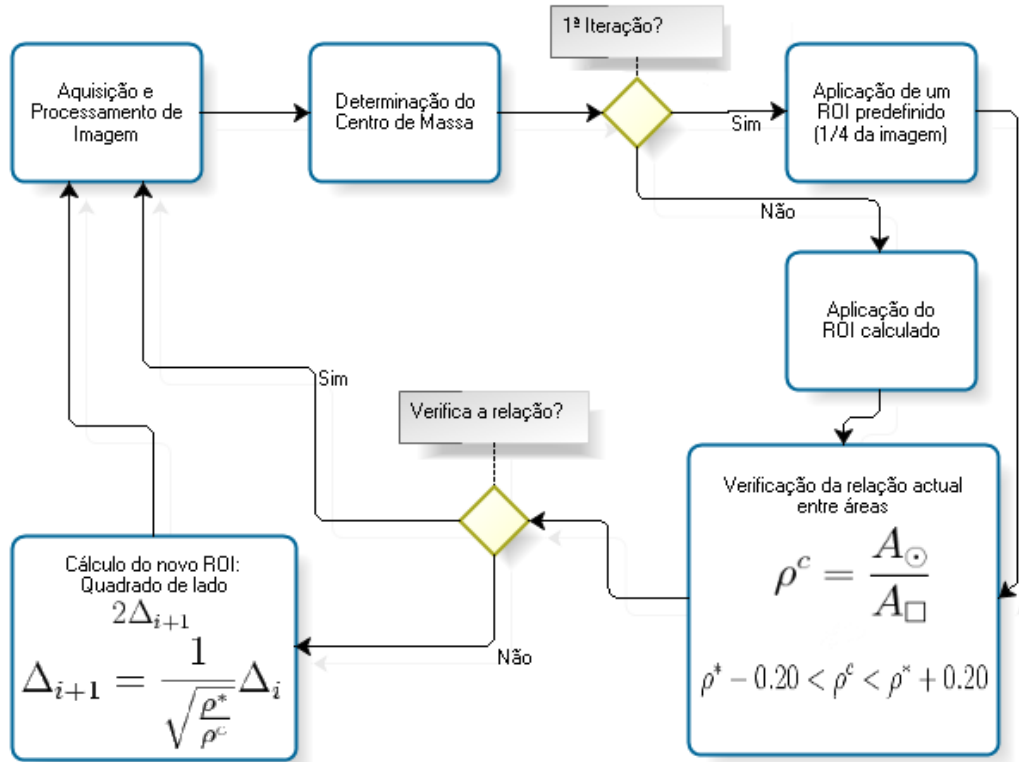 1ª Iteração?
Aquisição e
Processamento de
Imagem
Determinação do
Centro de Massa
Sim
Aplicação de um
ROI predefinido
(1/4 da imagem)
Não
Aplicação do
ROI calculado
Sim
Verifica a relação?
Verificação da relação actual
entre áreas
ρ^c = A_⊙ / A_□
ρ* − 0.20 < ρ^c < ρ* + 0.20
Não
Cálculo do novo ROI:
Quadrado de lado
2Δ_{i+1}
Δ_{i+1} = 1 / √(ρ* / ρ^c) Δ_i